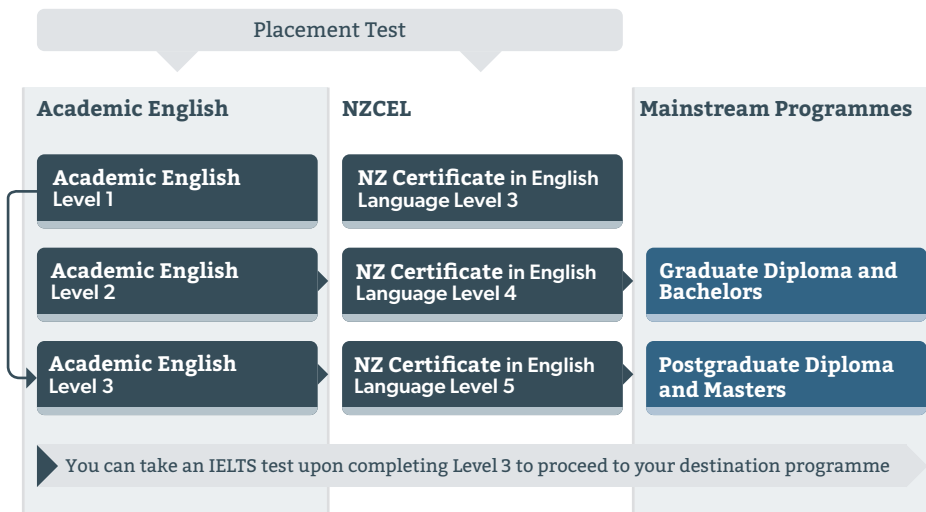 Placement Test
Academic English
NZCEL
Mainstream Programmes
Academic English
Level 1
NZ Certificate in English
Language Level 3
Academic English
Level 2
NZ Certificate in English
Language Level 4
Graduate Diploma and
Bachelors
Academic English
Level 3
NZ Certificate in English
Language Level 5
Postgraduate Diploma
and Masters
You can take an IELTS test upon completing Level 3 to proceed to your destination programme